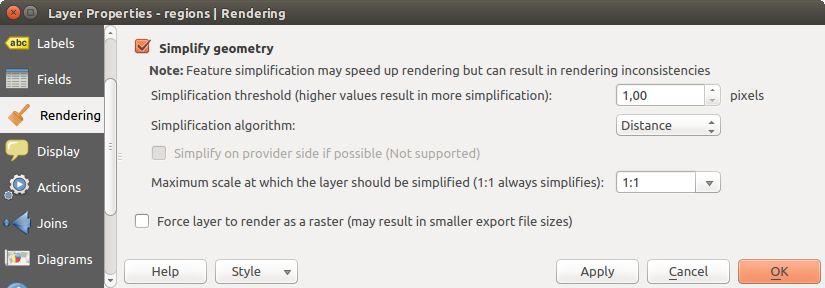 Layer Properties - regions | Rendering
abc Labels
Fields
Rendering
Display
Actions
Joins
Diagrams
Simplify geometry
Note: Feature simplification may speed up rendering but can result in rendering inconsistencies
Simplification threshold (higher values result in more simplification): 1,00 pixels
Simplification algorithm: Distance
Simplify on provider side if possible (Not supported)
Maximum scale at which the layer should be simplified (1:1 always simplifies): 1:1
Force layer to render as a raster (may result in smaller export file sizes)
Help Style Apply Cancel OK